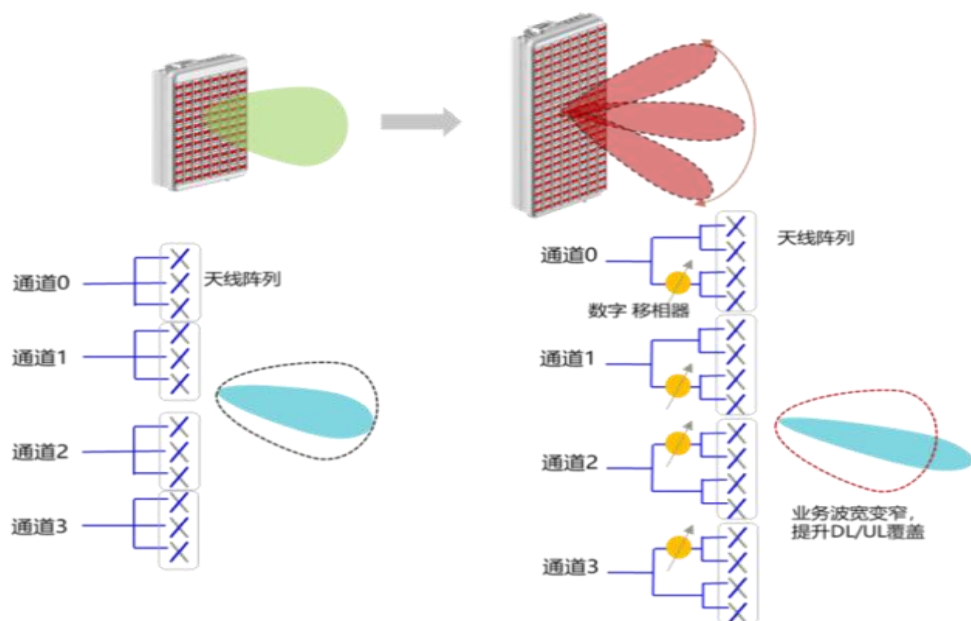 通道0
天线阵列
通道1
通道2
通道3
通道0
天线阵列
数字 移相器
通道1
通道2
业务波宽变窄，
提升DL/UL覆盖
通道3